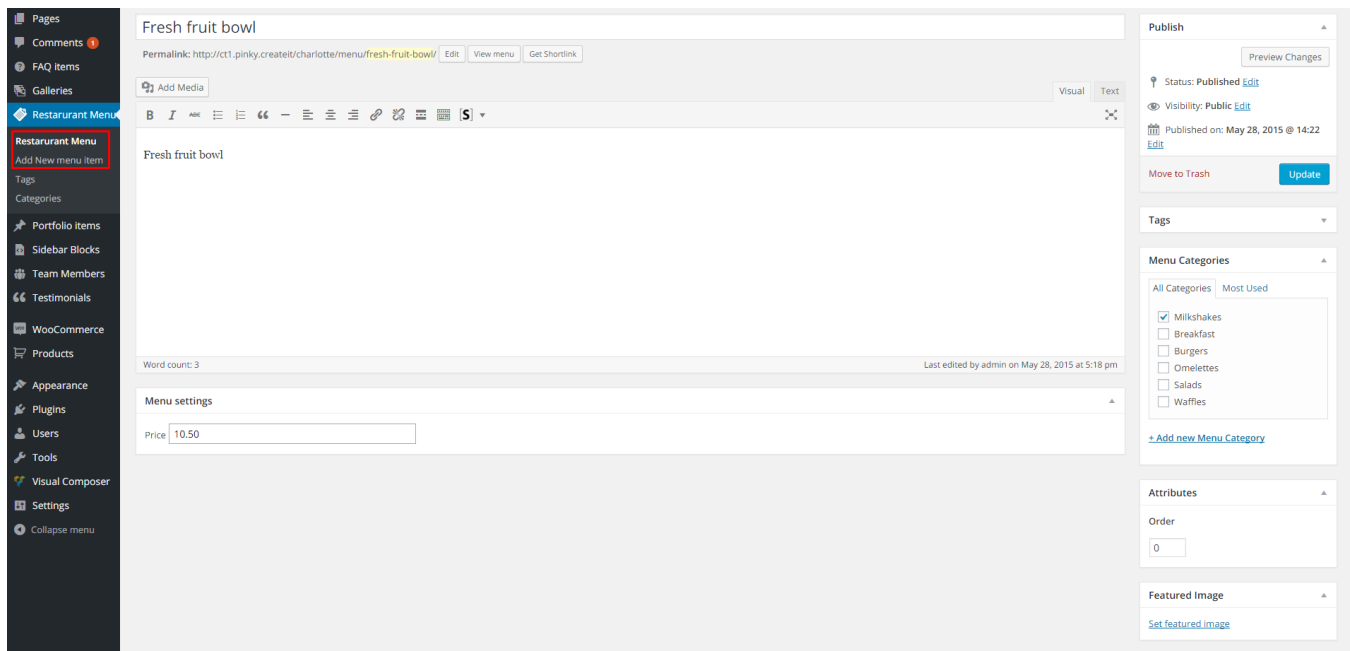 Pages
Comments 1
FAQ items
Galleries
Restarurant Menu
Restarurant Menu
Add New menu item
Tags
Categories
Portfolio items
Sidebar Blocks
Team Members
Testimonials
WooCommerce
Products
Appearance
Plugins
Users
Tools
Visual Composer
Settings
Collapse menu
Fresh fruit bowl
Permalink: http://ct1.pinky.createit/charlotte/menu/fresh-fruit-bowl/ Edit View menu Get Shortlink
Add Media
Visual Text
B I ABC [S]
Fresh fruit bowl
Word count: 3 Last edited by admin on May 28, 2015 at 5:18 pm
Menu settings
Price 10.50
Publish
Preview Changes
Status: Published Edit
Visibility: Public Edit
Published on: May 28, 2015 @ 14:22
Edit
Move to Trash Update
Tags
Menu Categories
All Categories Most Used
Milkshakes
Breakfast
Burgers
Omelettes
Salads
Waffles
+ Add new Menu Category
Attributes
Order
0
Featured Image
Set featured image